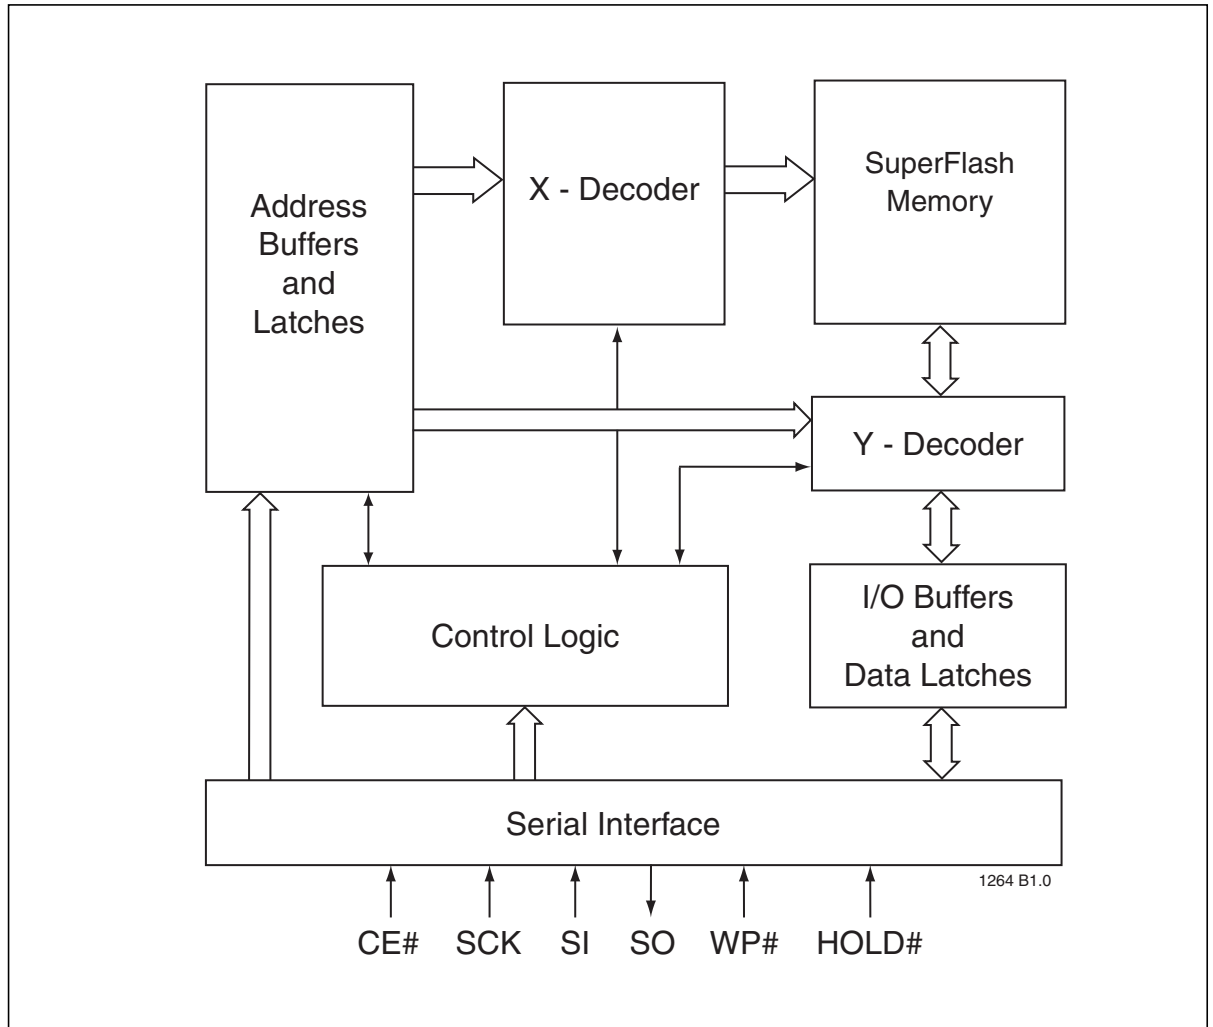 Address
Buffers
and
Latches
X - Decoder
SuperFlash
Memory
Y - Decoder
Control Logic
I/O Buffers
and
Data Latches
Serial Interface
1264 B1.0
CE# SCK SI SO WP# HOLD#